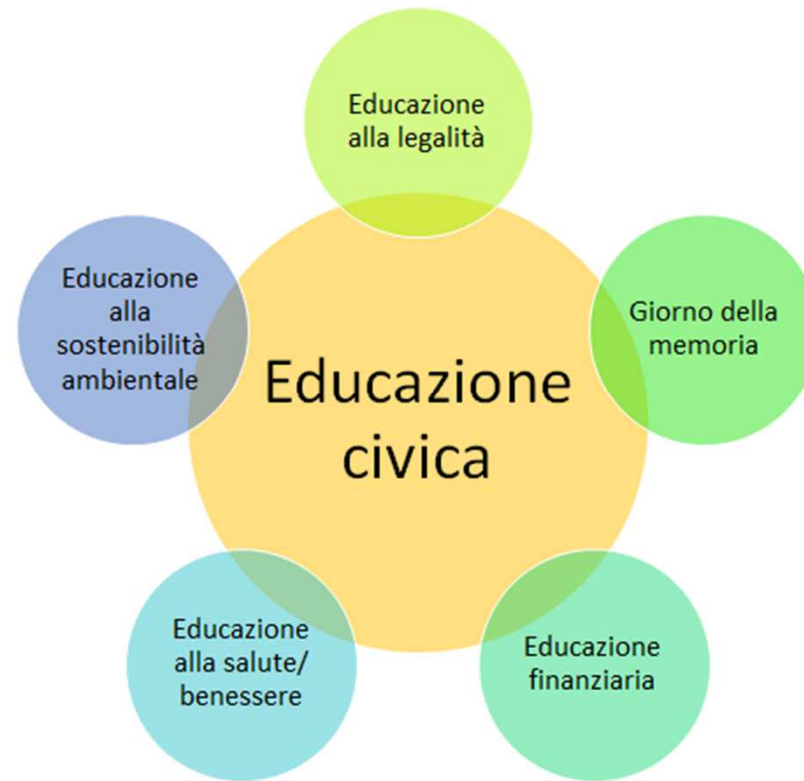 Educazione
alla legalità
Educazione
alla
sostenibilità
ambientale
Giorno della
memoria
Educazione
civica
Educazione
alla salute/
benessere
Educazione
finanziaria